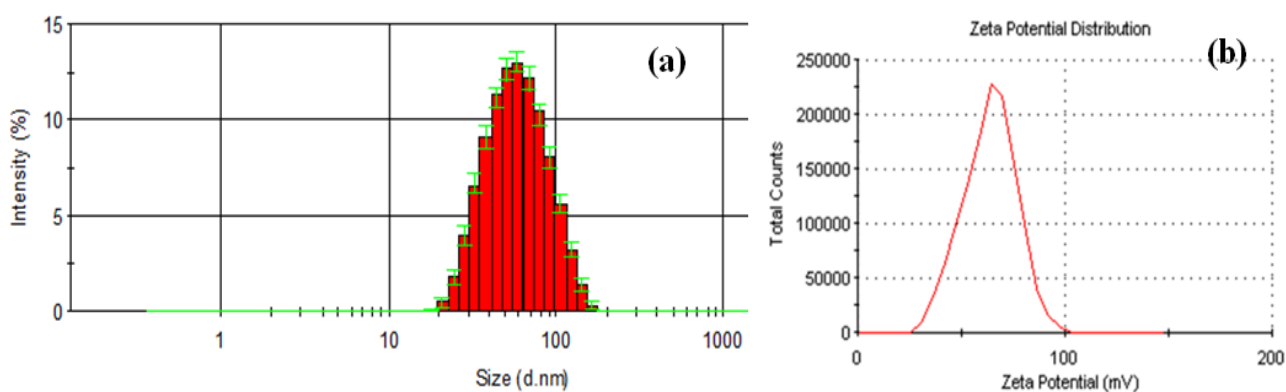 15
10
5
0
Intensity (%)
1
10
100
1000
Size (d.nm)
(a)
Zeta Potential Distribution
(b)
250000
200000
150000
100000
50000
0
Total Counts
0
100
200
Zeta Potential (mV)